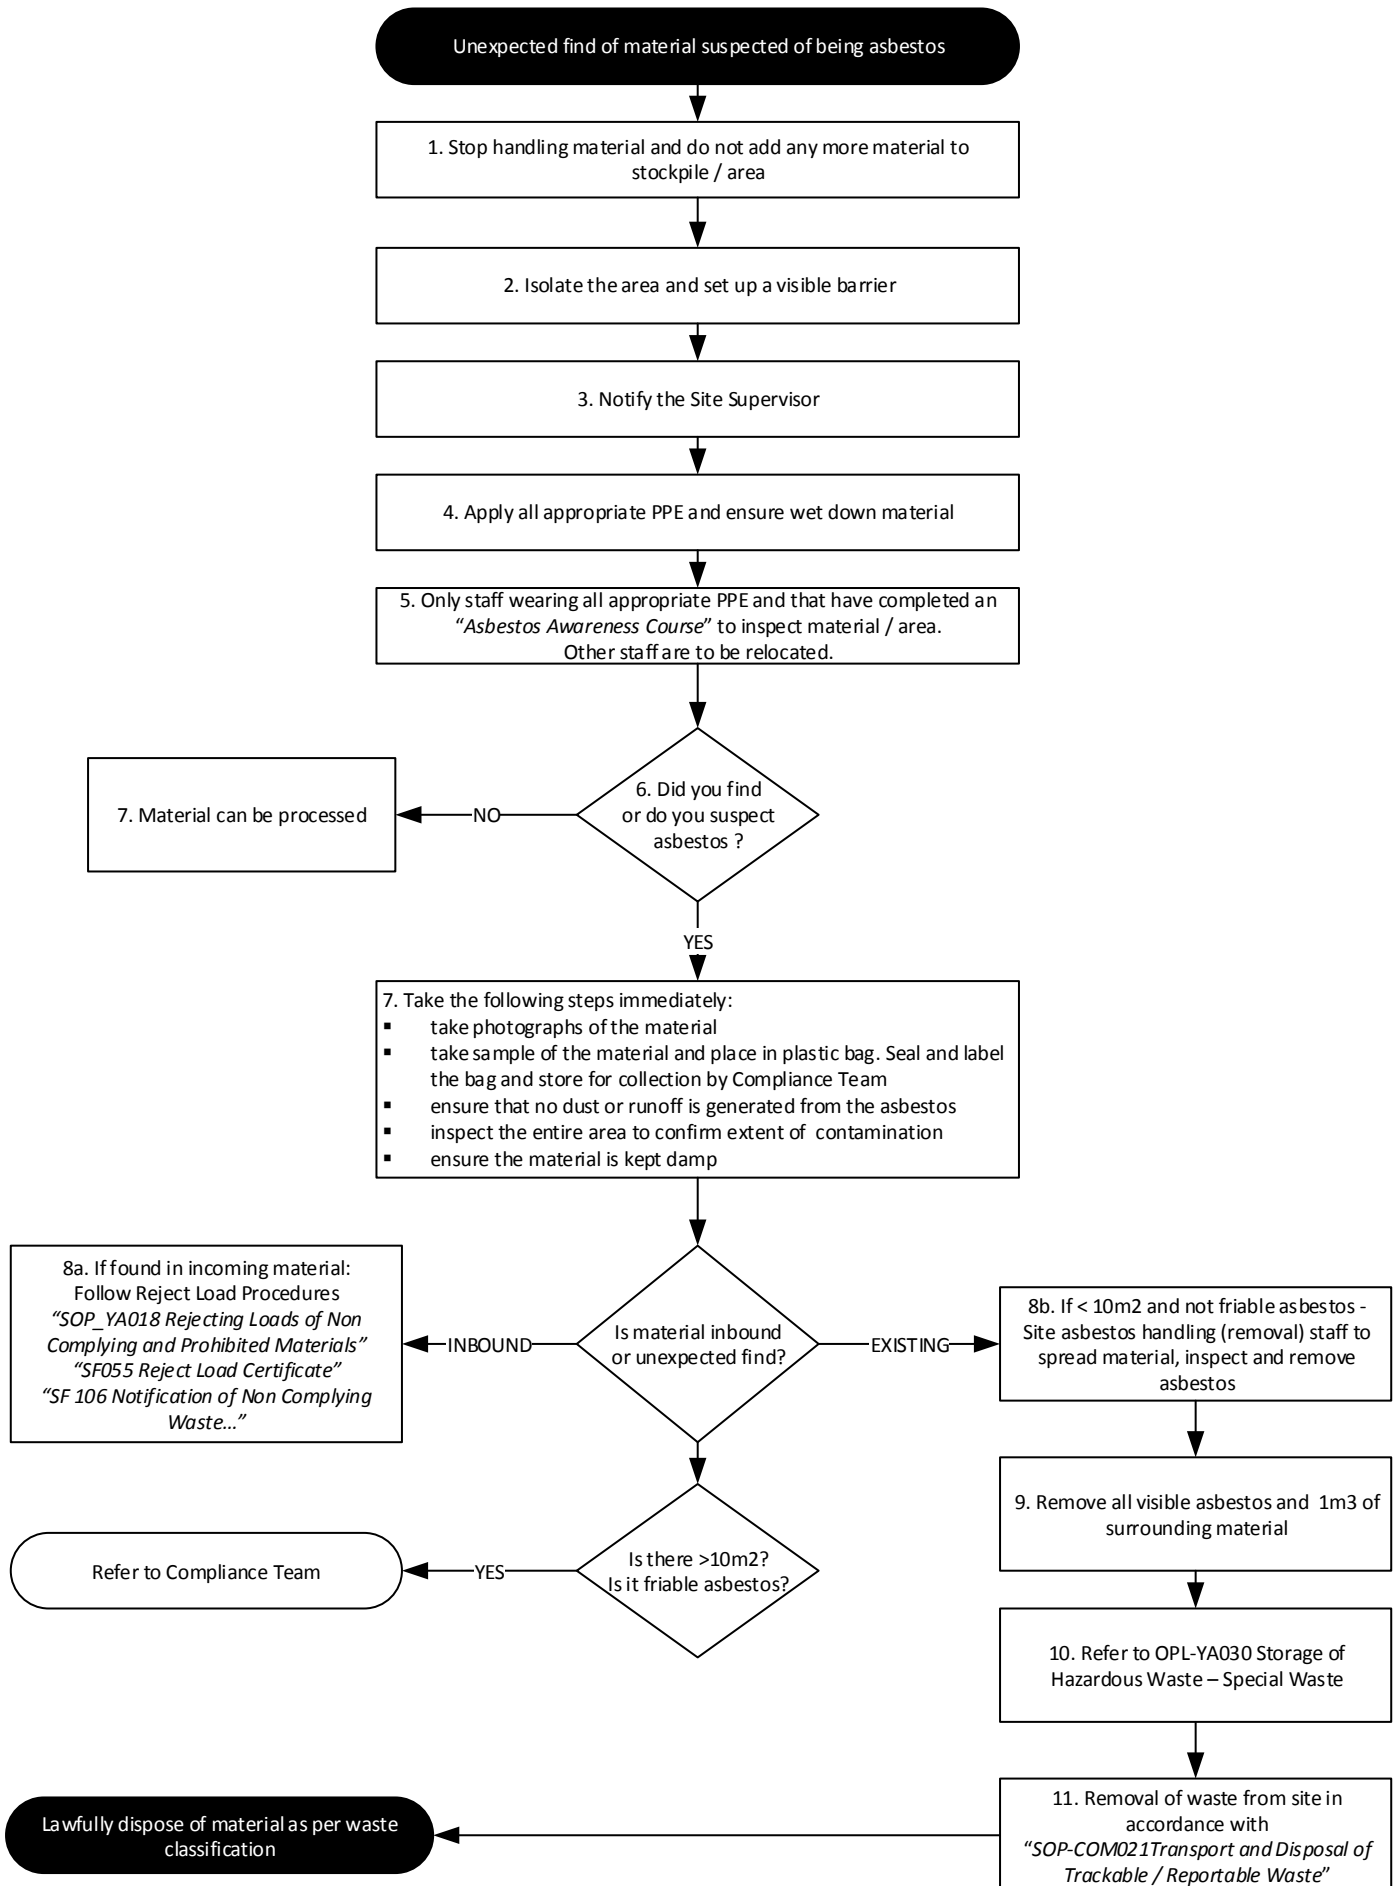 Unexpected find of material suspected of being asbestos
1. Stop handling material and do not add any more material to
stockpile / area
2. Isolate the area and set up a visible barrier
3. Notify the Site Supervisor
4. Apply all appropriate PPE and ensure wet down material
5. Only staff wearing all appropriate PPE and that have completed an
“Asbestos Awareness Course” to inspect material / area.
Other staff are to be relocated.
6. Did you find
or do you suspect
asbestos ?
NO
7. Material can be processed
YES
7. Take the following steps immediately:
▪ take photographs of the material
▪ take sample of the material and place in plastic bag. Seal and label
the bag and store for collection by Compliance Team
▪ ensure that no dust or runoff is generated from the asbestos
▪ inspect the entire area to confirm extent of contamination
▪ ensure the material is kept damp
Is material inbound
or unexpected find?
INBOUND
8a. If found in incoming material:
Follow Reject Load Procedures
“SOP_YA018 Rejecting Loads of Non
Complying and Prohibited Materials”
“SF055 Reject Load Certificate”
“SF 106 Notification of Non Complying
Waste…”
EXISTING
8b. If < 10m2 and not friable asbestos -
Site asbestos handling (removal) staff to
spread material, inspect and remove
asbestos
Is there >10m2?
Is it friable asbestos?
YES
Refer to Compliance Team
9. Remove all visible asbestos and 1m3 of
surrounding material
10. Refer to OPL-YA030 Storage of
Hazardous Waste – Special Waste
11. Removal of waste from site in
accordance with
“SOP-COM021Transport and Disposal of
Trackable / Reportable Waste”
Lawfully dispose of material as per waste
classification